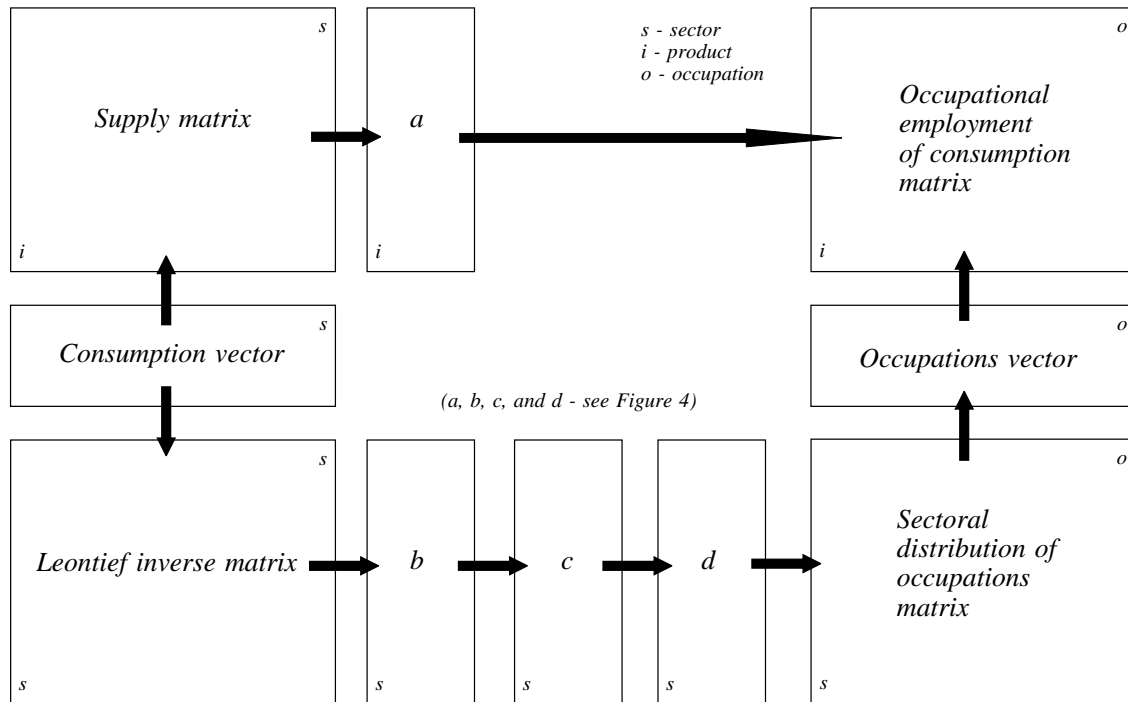 s
s - sector
i - product
o - occupation
o
Supply matrix
a
Occupational
employment
of consumption
matrix
i
i
i
s
o
Consumption vector
Occupations vector
(a, b, c, and d - see Figure 4)
s
o
Leontief inverse matrix
b
c
d
Sectoral
distribution of
occupations
matrix
s
s
s
s
s